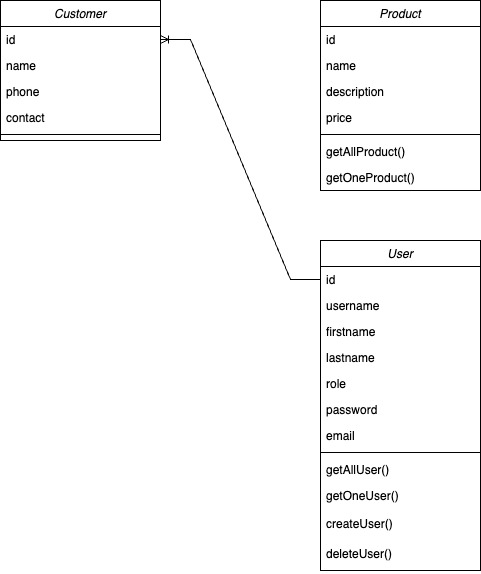 Customer
id
name
phone
contact
Product
id
name
description
price
getAllProduct()
getOneProduct()
User
id
username
firstname
lastname
role
password
email
getAllUser()
getOneUser()
createUser()
deleteUser()